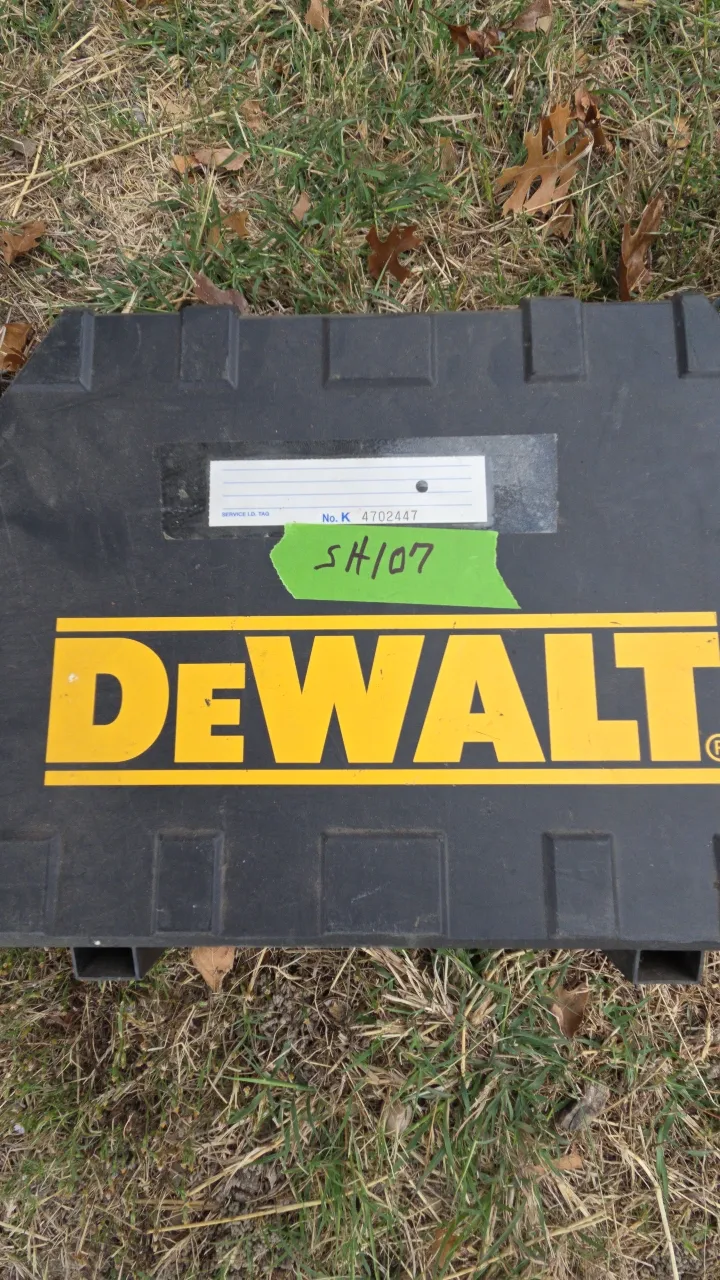 SERVICE I.D. TAG No. K 4702447
SH107
DEWALT®